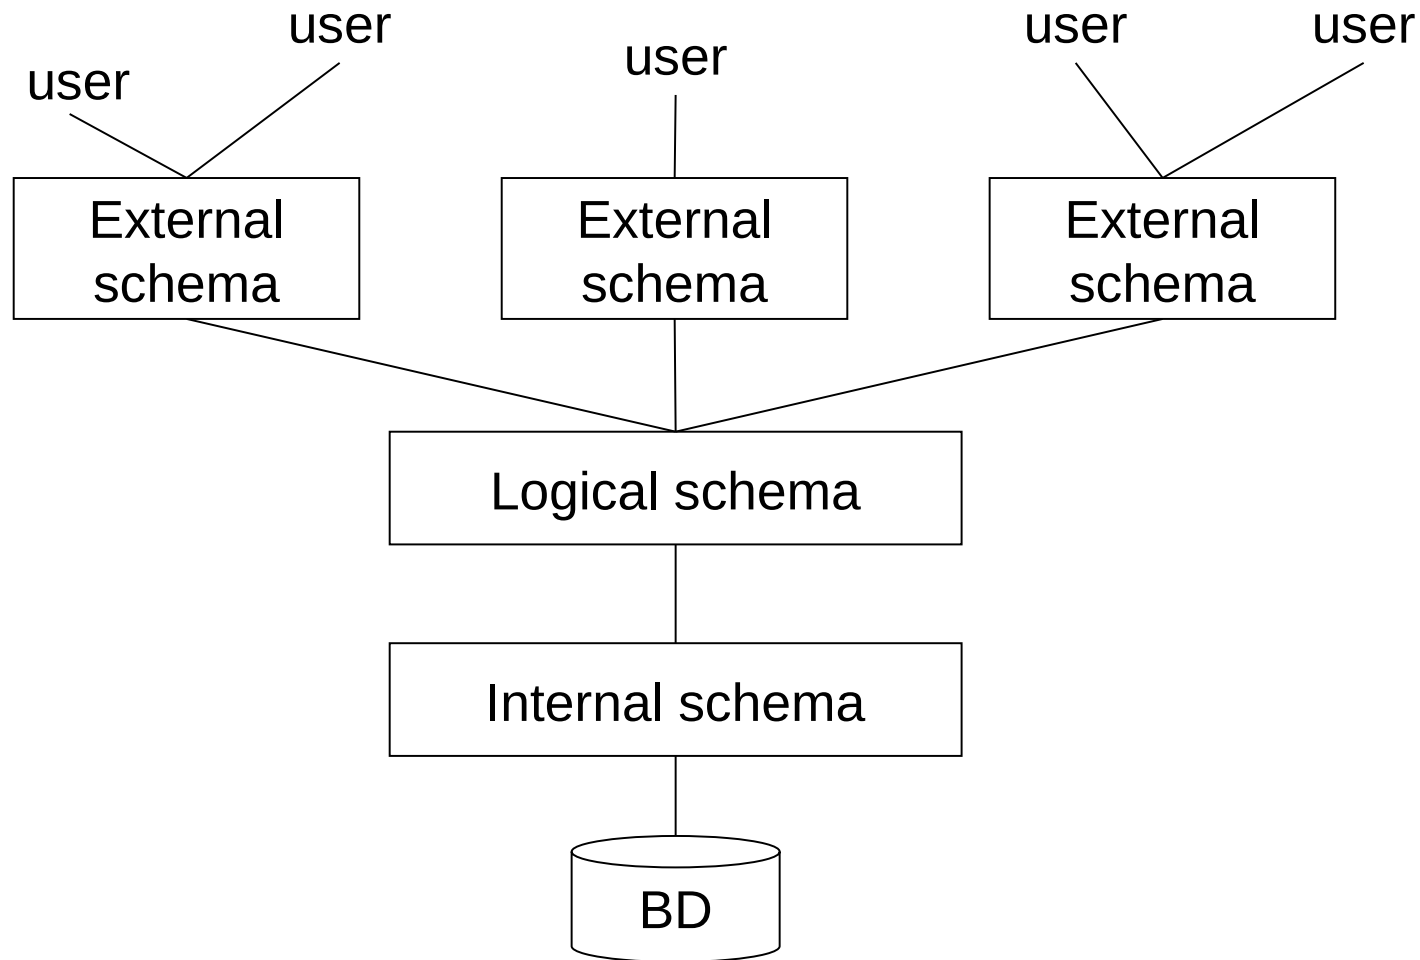 user
user
user
user
user
External
schema
External
schema
External
schema
Logical schema
Internal schema
BD